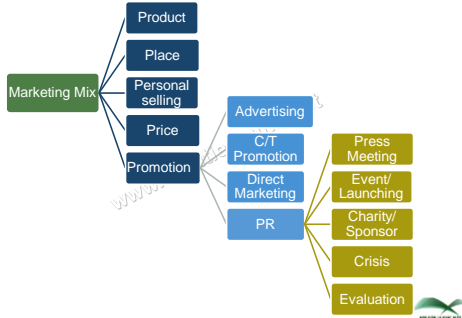 Marketing Mix
Product
Place
Personal
selling
Price
Promotion
Advertising
C/T
Promotion
Direct
Marketing
PR
Press
Meeting
Event/
Launching
Charity/
Sponsor
Crisis
Evaluation